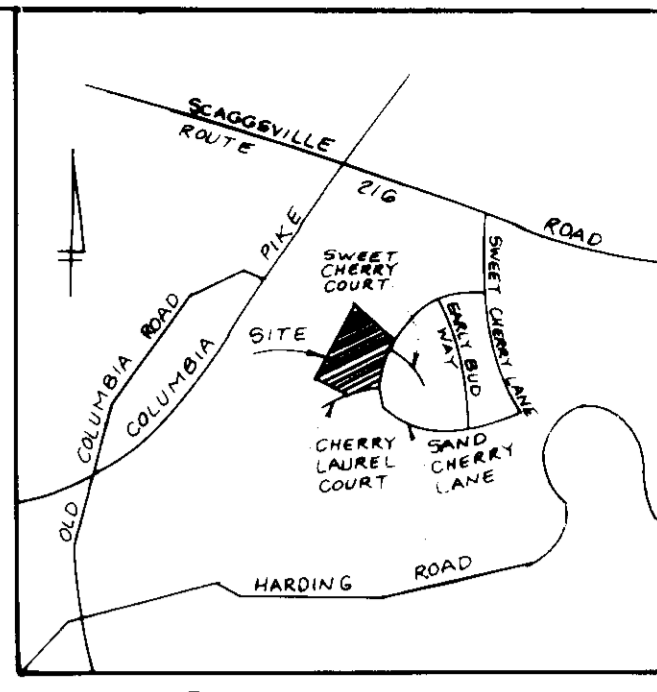 SCAGGSVILLE
ROUTE
216
ROAD
PIKE
SWEET
CHERRY
COURT
SWEET CHERRY LANE
EARLY BUD
WAY
SITE
COLUMBIA ROAD
COLUMBIA
OLD
CHERRY
LAUREL
COURT
SAND
CHERRY
LANE
HARDING
ROAD